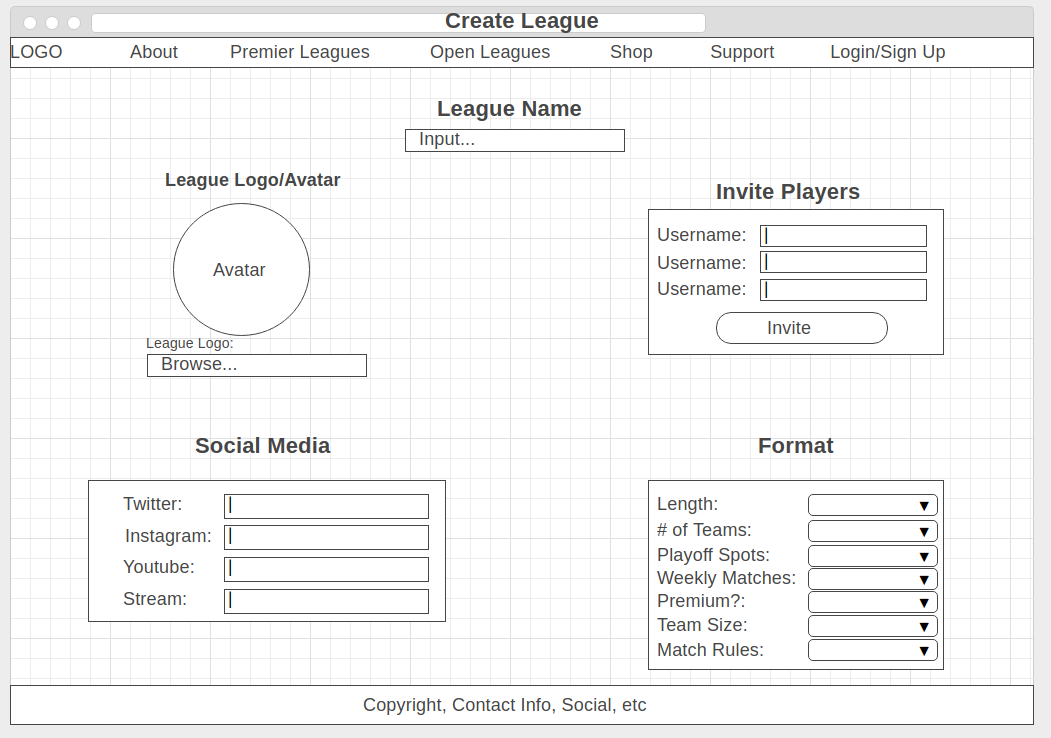 Create League
LOGO About Premier Leagues Open Leagues Shop Support Login/Sign Up
League Name
Input...
League Logo/Avatar
Avatar
League Logo:
Browse...
Invite Players
Username:
Username:
Username:
Invite
Social Media
Twitter:
Instagram:
Youtube:
Stream:
Format
Length:
# of Teams:
Playoff Spots:
Weekly Matches:
Premium?:
Team Size:
Match Rules:
Copyright, Contact Info, Social, etc